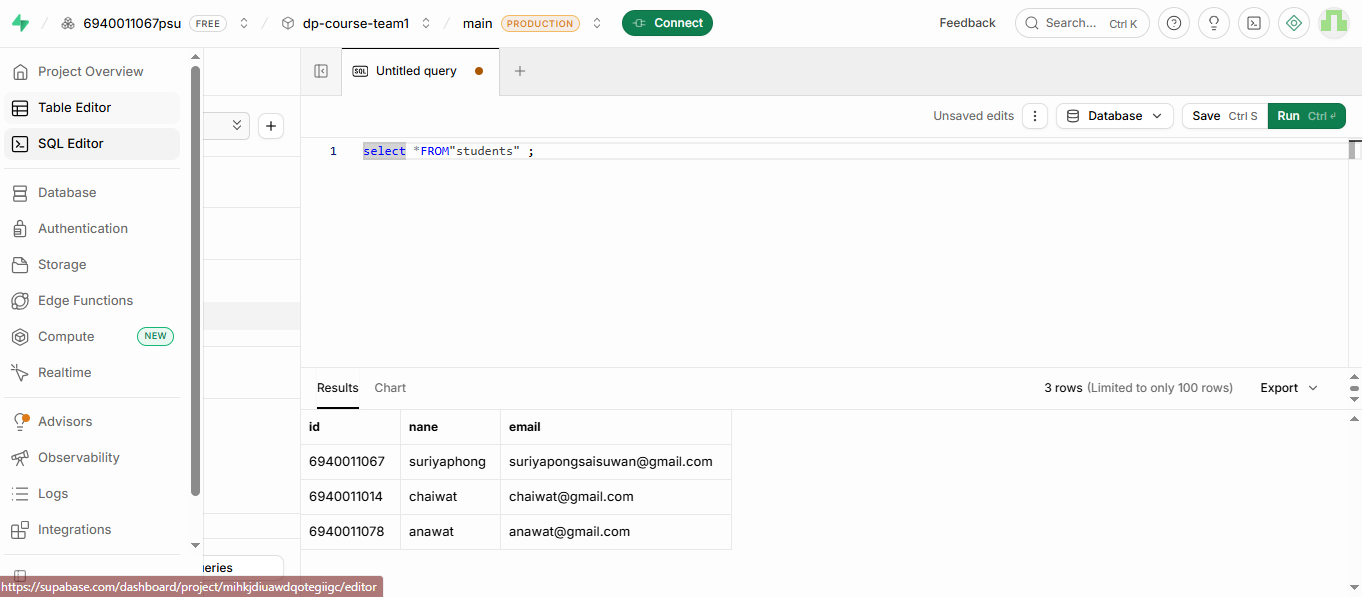 6940011067psu FREE dp-course-team1 main PRODUCTION Connect Feedback Search... Ctrl K
Project Overview
Table Editor
SQL Editor
Database
Authentication
Storage
Edge Functions
Compute NEW
Realtime
Advisors
Observability
Logs
Integrations
https://supabase.com/dashboard/project/mihkjdiuawdqotegiigc/editor
SQL Untitled query
Unsaved edits Database Save Ctrl S Run Ctrl ↵
1 select *FROM"students" ;
Results Chart 3 rows (Limited to only 100 rows) Export
id nane email
6940011067 suriyaphong suriyapongsaisuwan@gmail.com
6940011014 chaiwat chaiwat@gmail.com
6940011078 anawat anawat@gmail.com